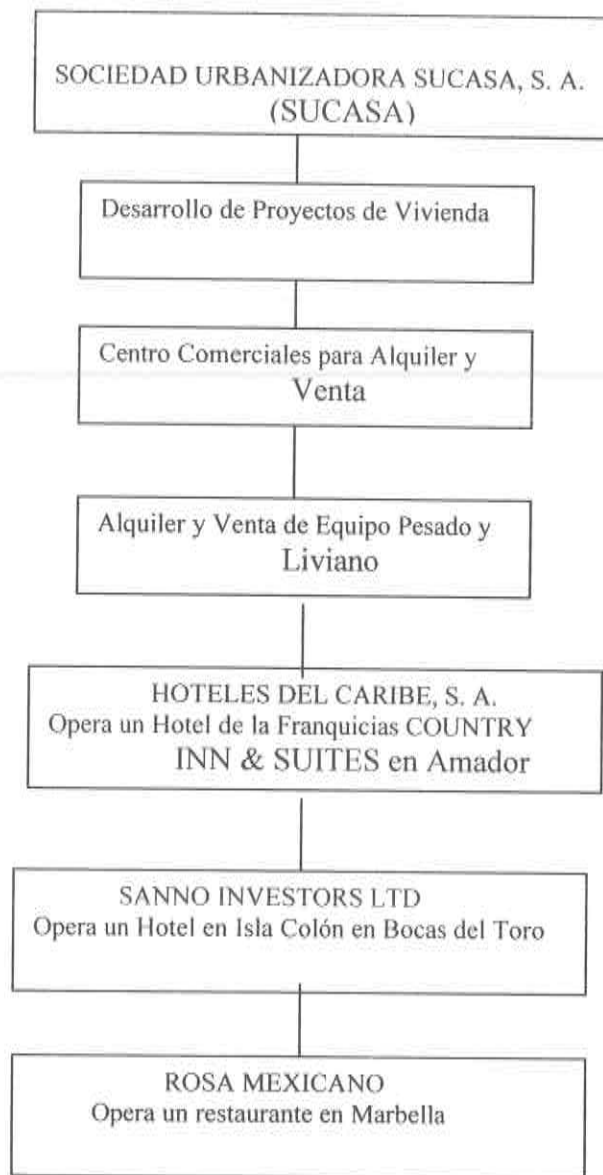 SOCIEDAD URBANIZADORA SUCASA, S. A.
(SUCASA)
Desarrollo de Proyectos de Vivienda
Centro Comerciales para Alquiler y
Venta
Alquiler y Venta de Equipo Pesado y
Liviano
HOTELES DEL CARIBE, S. A.
Opera un Hotel de la Franquicias COUNTRY
INN & SUITES en Amador
SANNO INVESTORS LTD
Opera un Hotel en Isla Colón en Bocas del Toro
ROSA MEXICANO
Opera un restaurante en Marbella